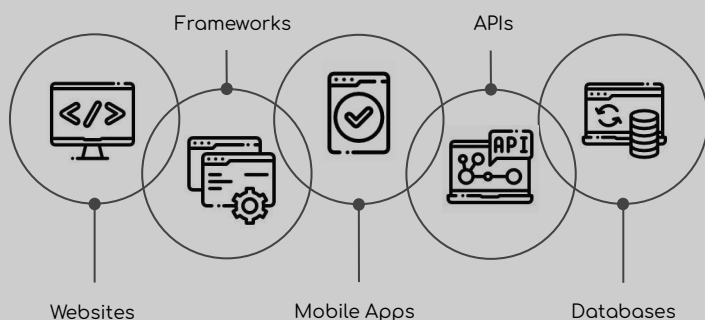 Frameworks
APIs
</>
API
Websites
Mobile Apps
Databases